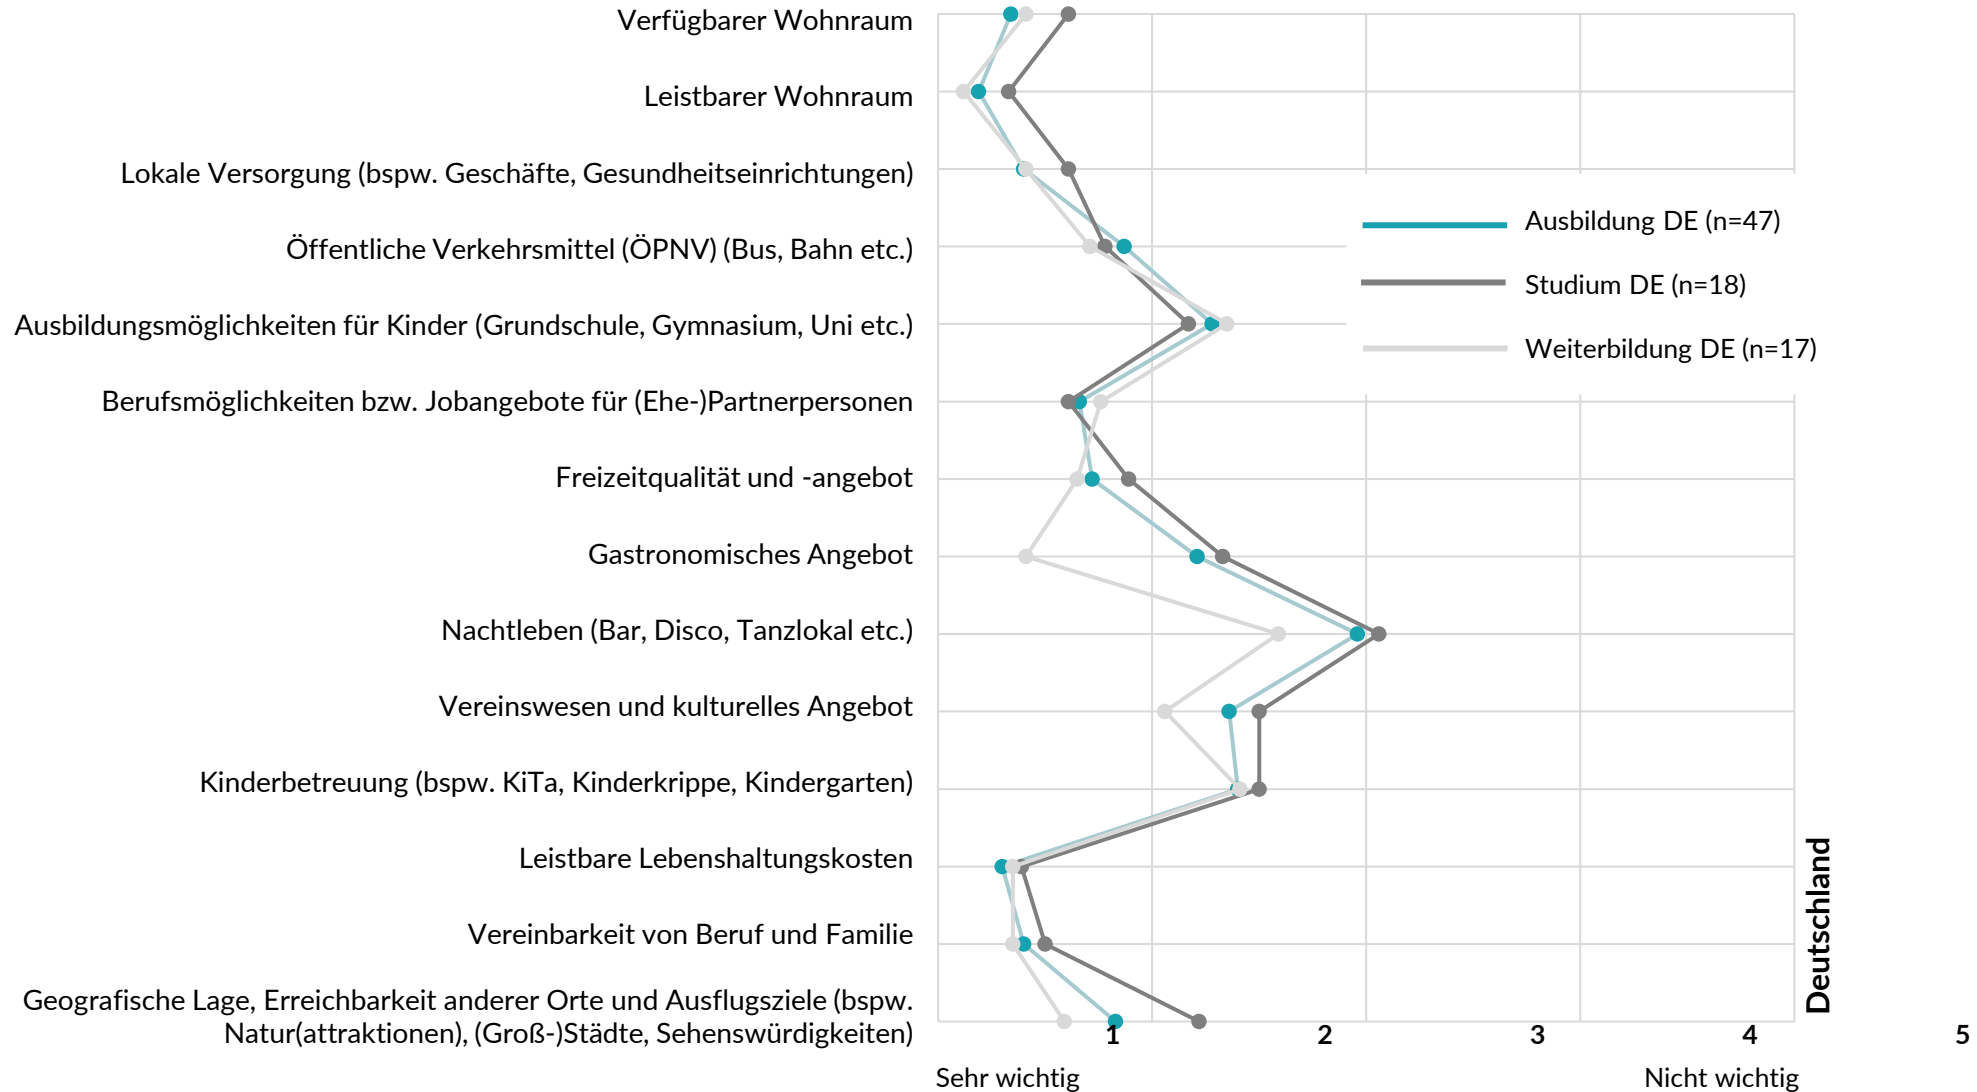 Verfügbarer Wohnraum
Leistbarer Wohnraum
Lokale Versorgung (bspw. Geschäfte, Gesundheitseinrichtungen)
Öffentliche Verkehrsmittel (ÖPNV) (Bus, Bahn etc.)
Ausbildungsmöglichkeiten für Kinder (Grundschule, Gymnasium, Uni etc.)
Berufsmöglichkeiten bzw. Jobangebote für (Ehe-)Partnerpersonen
Freizeitqualität und -angebot
Gastronomisches Angebot
Nachtleben (Bar, Disco, Tanzlokal etc.)
Vereinswesen und kulturelles Angebot
Kinderbetreuung (bspw. KiTa, Kinderkrippe, Kindergarten)
Leistbare Lebenshaltungskosten
Vereinbarkeit von Beruf und Familie
Geografische Lage, Erreichbarkeit anderer Orte und Ausflugsziele (bspw.
Natur(attraktionen), (Groß-)Städte, Sehenswürdigkeiten)
Ausbildung DE (n=47)
Studium DE (n=18)
Weiterbildung DE (n=17)
Deutschland
1 2 3 4 5
Sehr wichtig Nicht wichtig